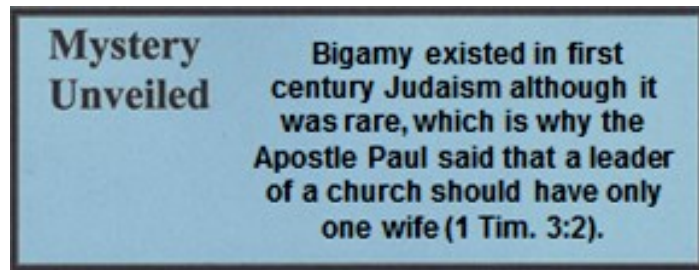 Mystery
Unveiled
Bigamy existed in first
century Judaism although it
was rare, which is why the
Apostle Paul said that a leader
of a church should have only
one wife (1 Tim. 3:2).